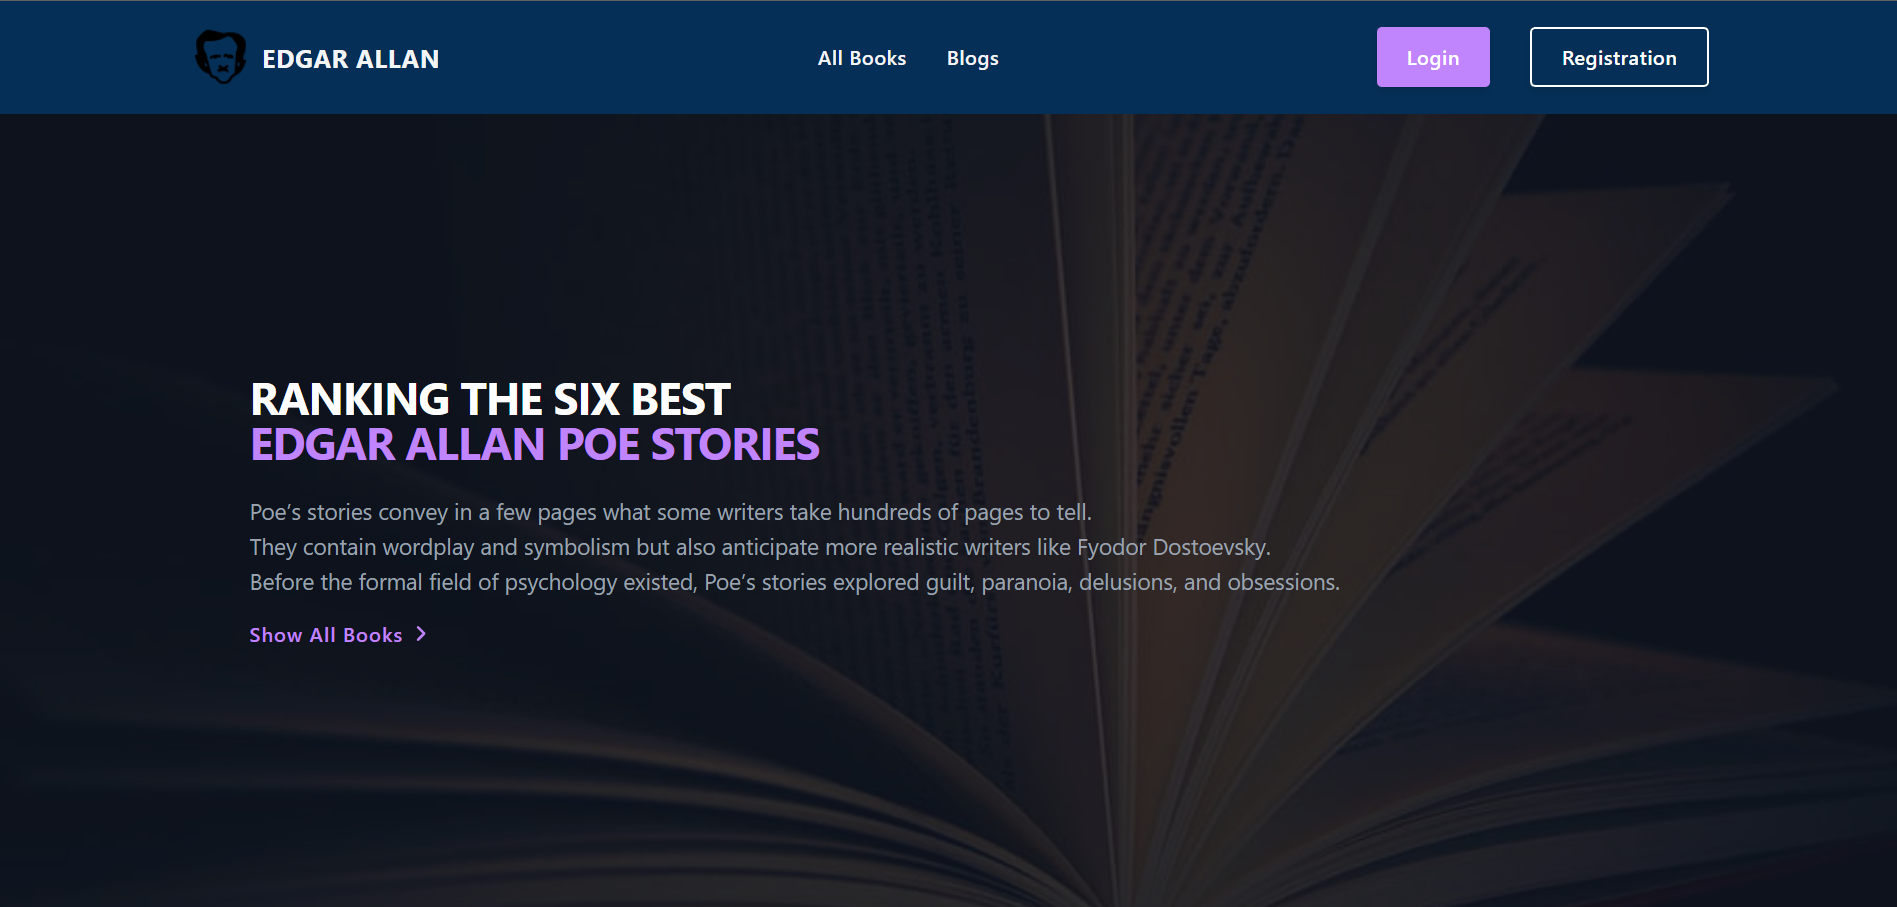 EDGAR ALLAN
All Books
Blogs
Login
Registration
RANKING THE SIX BEST
EDGAR ALLAN POE STORIES
Poe’s stories convey in a few pages what some writers take hundreds of pages to tell.
They contain wordplay and symbolism but also anticipate more realistic writers like Fyodor Dostoevsky.
Before the formal field of psychology existed, Poe’s stories explored guilt, paranoia, delusions, and obsessions.
Show All Books